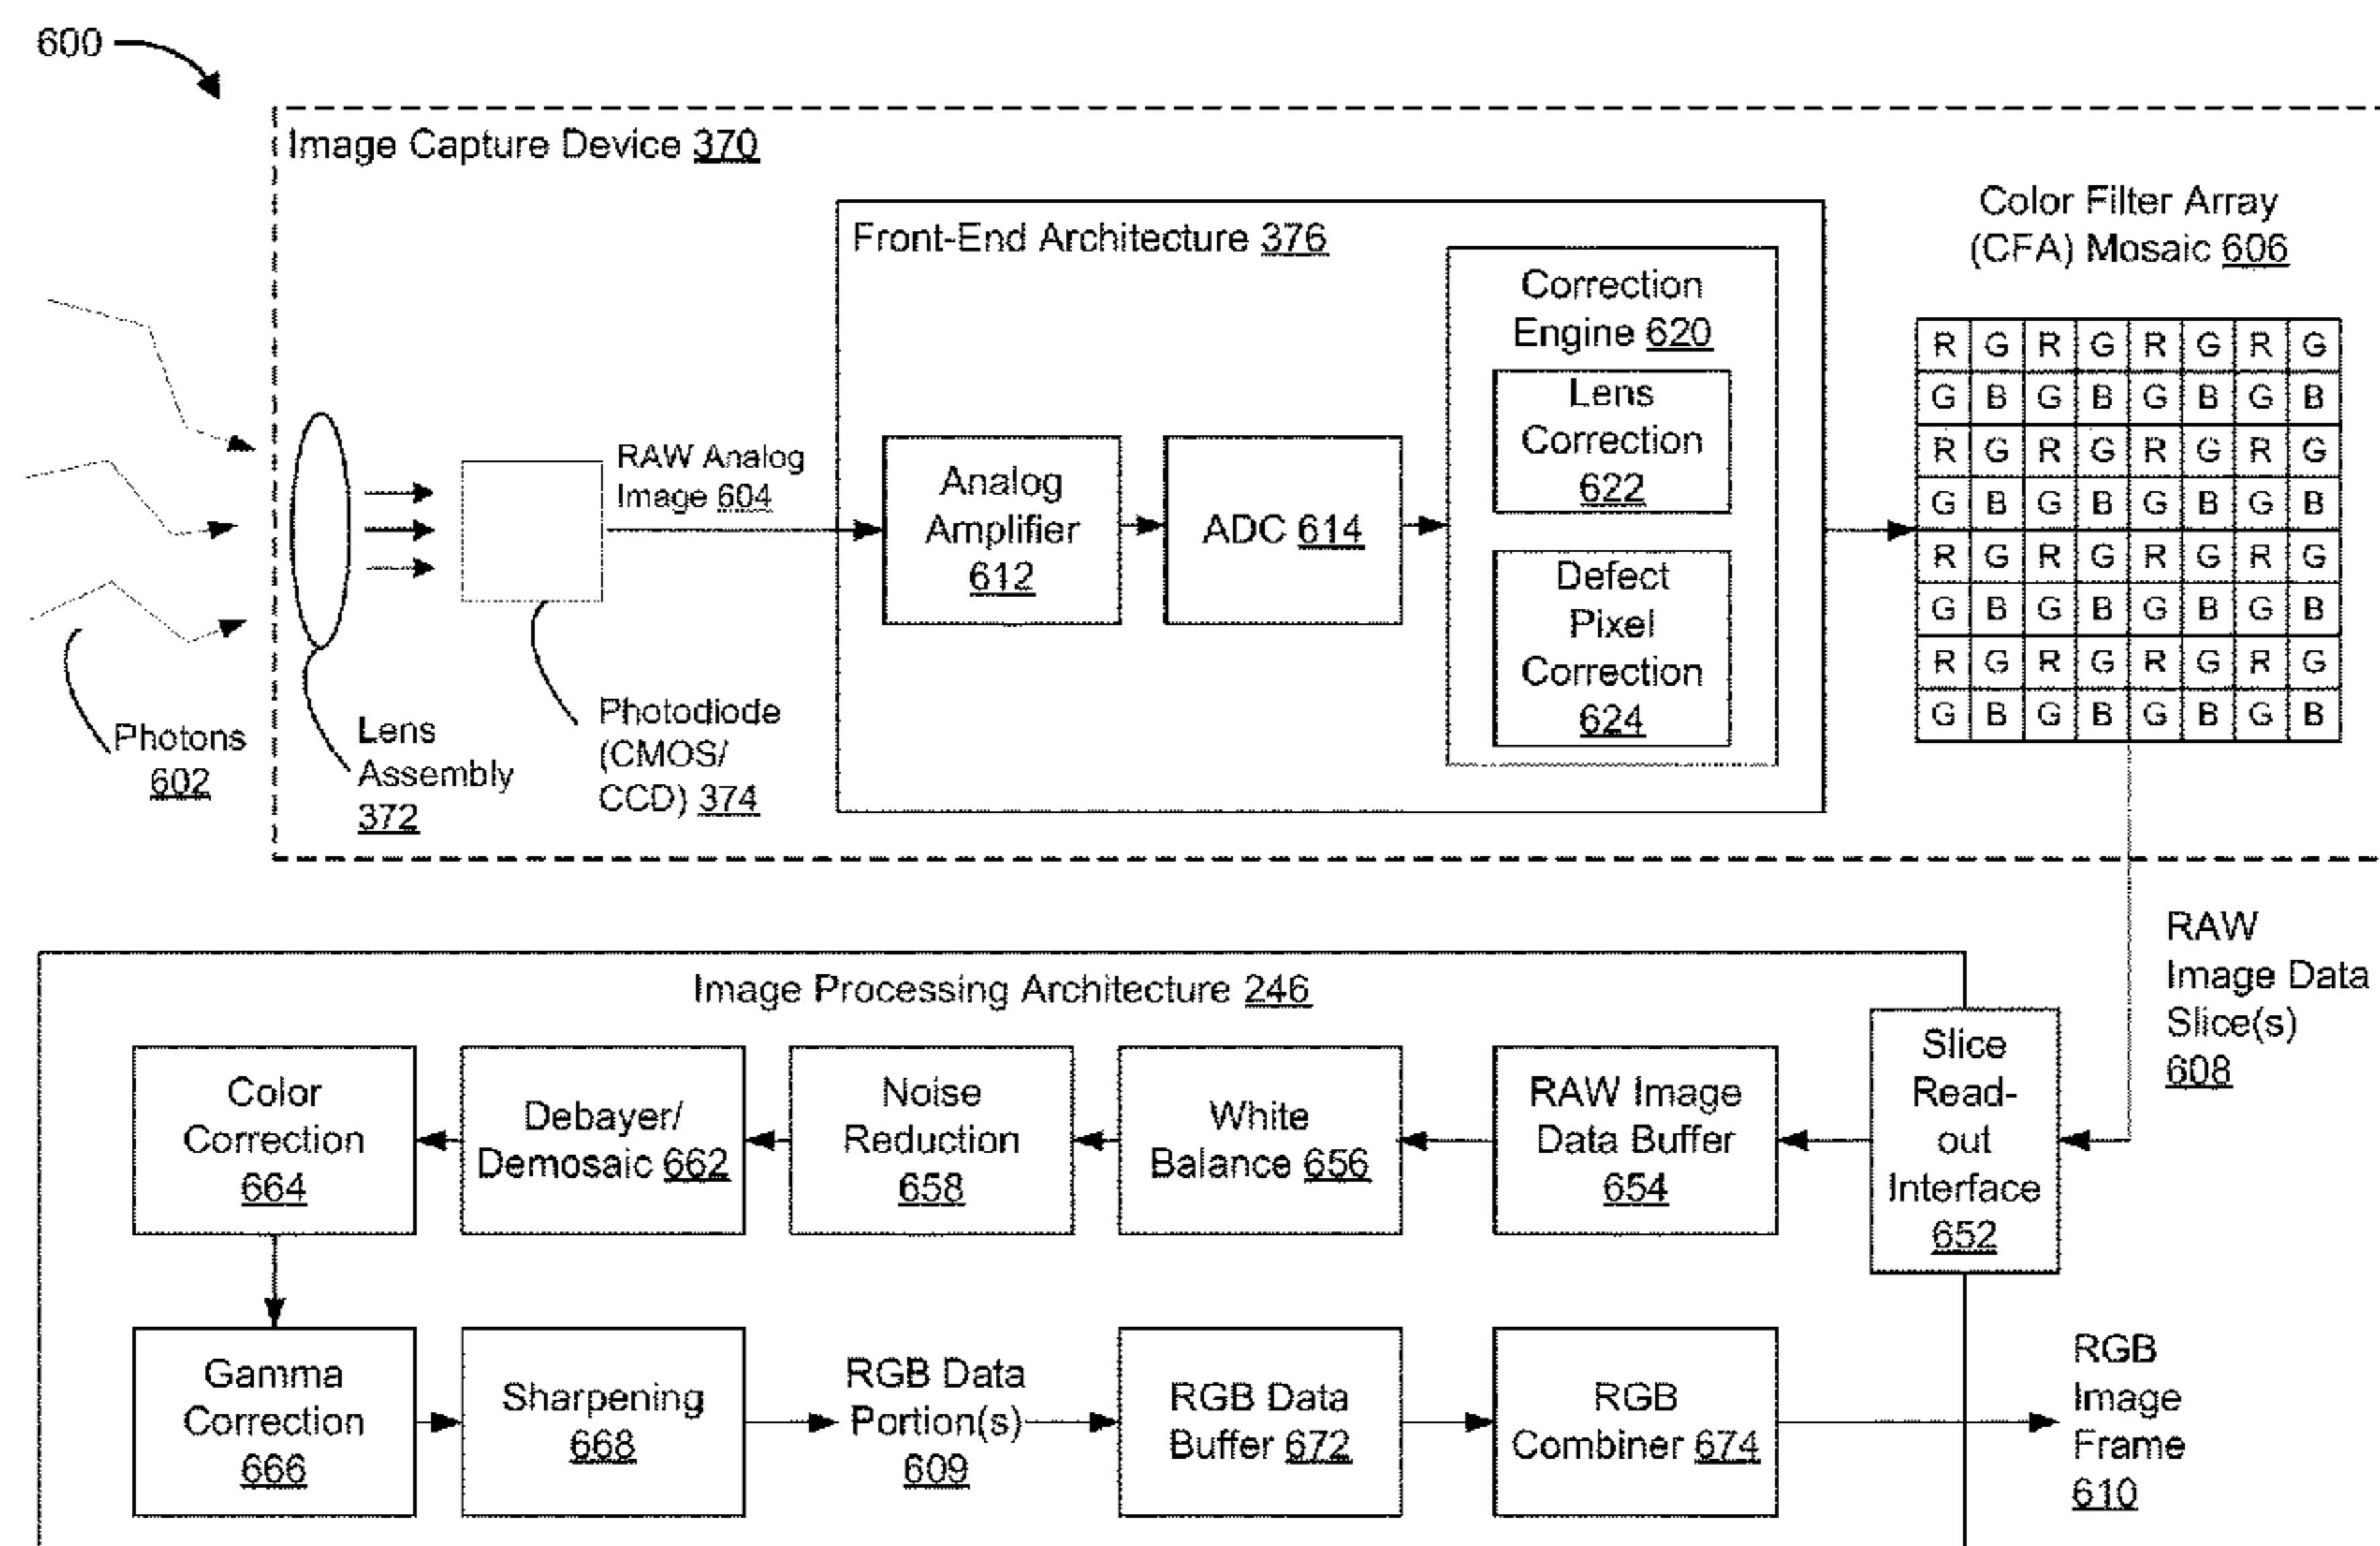 600
Image Capture Device 370
Front-End Architecture 376
Color Filter Array
(CFA) Mosaic 606
Correction
Engine 620
Lens
Correction
622
Defect
Pixel
Correction
624
RAW Analog
Image 604
Analog
Amplifier
612
ADC 614
R G R G R G R G
G B G B G B G B
R G R G R G R G
G B G B G B G B
R G R G R G R G
G B G B G B G B
R G R G R G R G
G B G B G B G B
Photons
602
Lens
Assembly
372
Photodiode
(CMOS/
CCD) 374
RAW
Image Data
Slice(s)
608
Image Processing Architecture 246
Color
Correction
664
Debayer/
Demosaic 662
Noise
Reduction
658
White
Balance 656
RAW Image
Data Buffer
654
Slice
Read-
out
Interface
652
Gamma
Correction
666
Sharpening
668
RGB Data
Portion(s)
609
RGB Data
Buffer 672
RGB
Combiner 674
RGB
Image
Frame
610